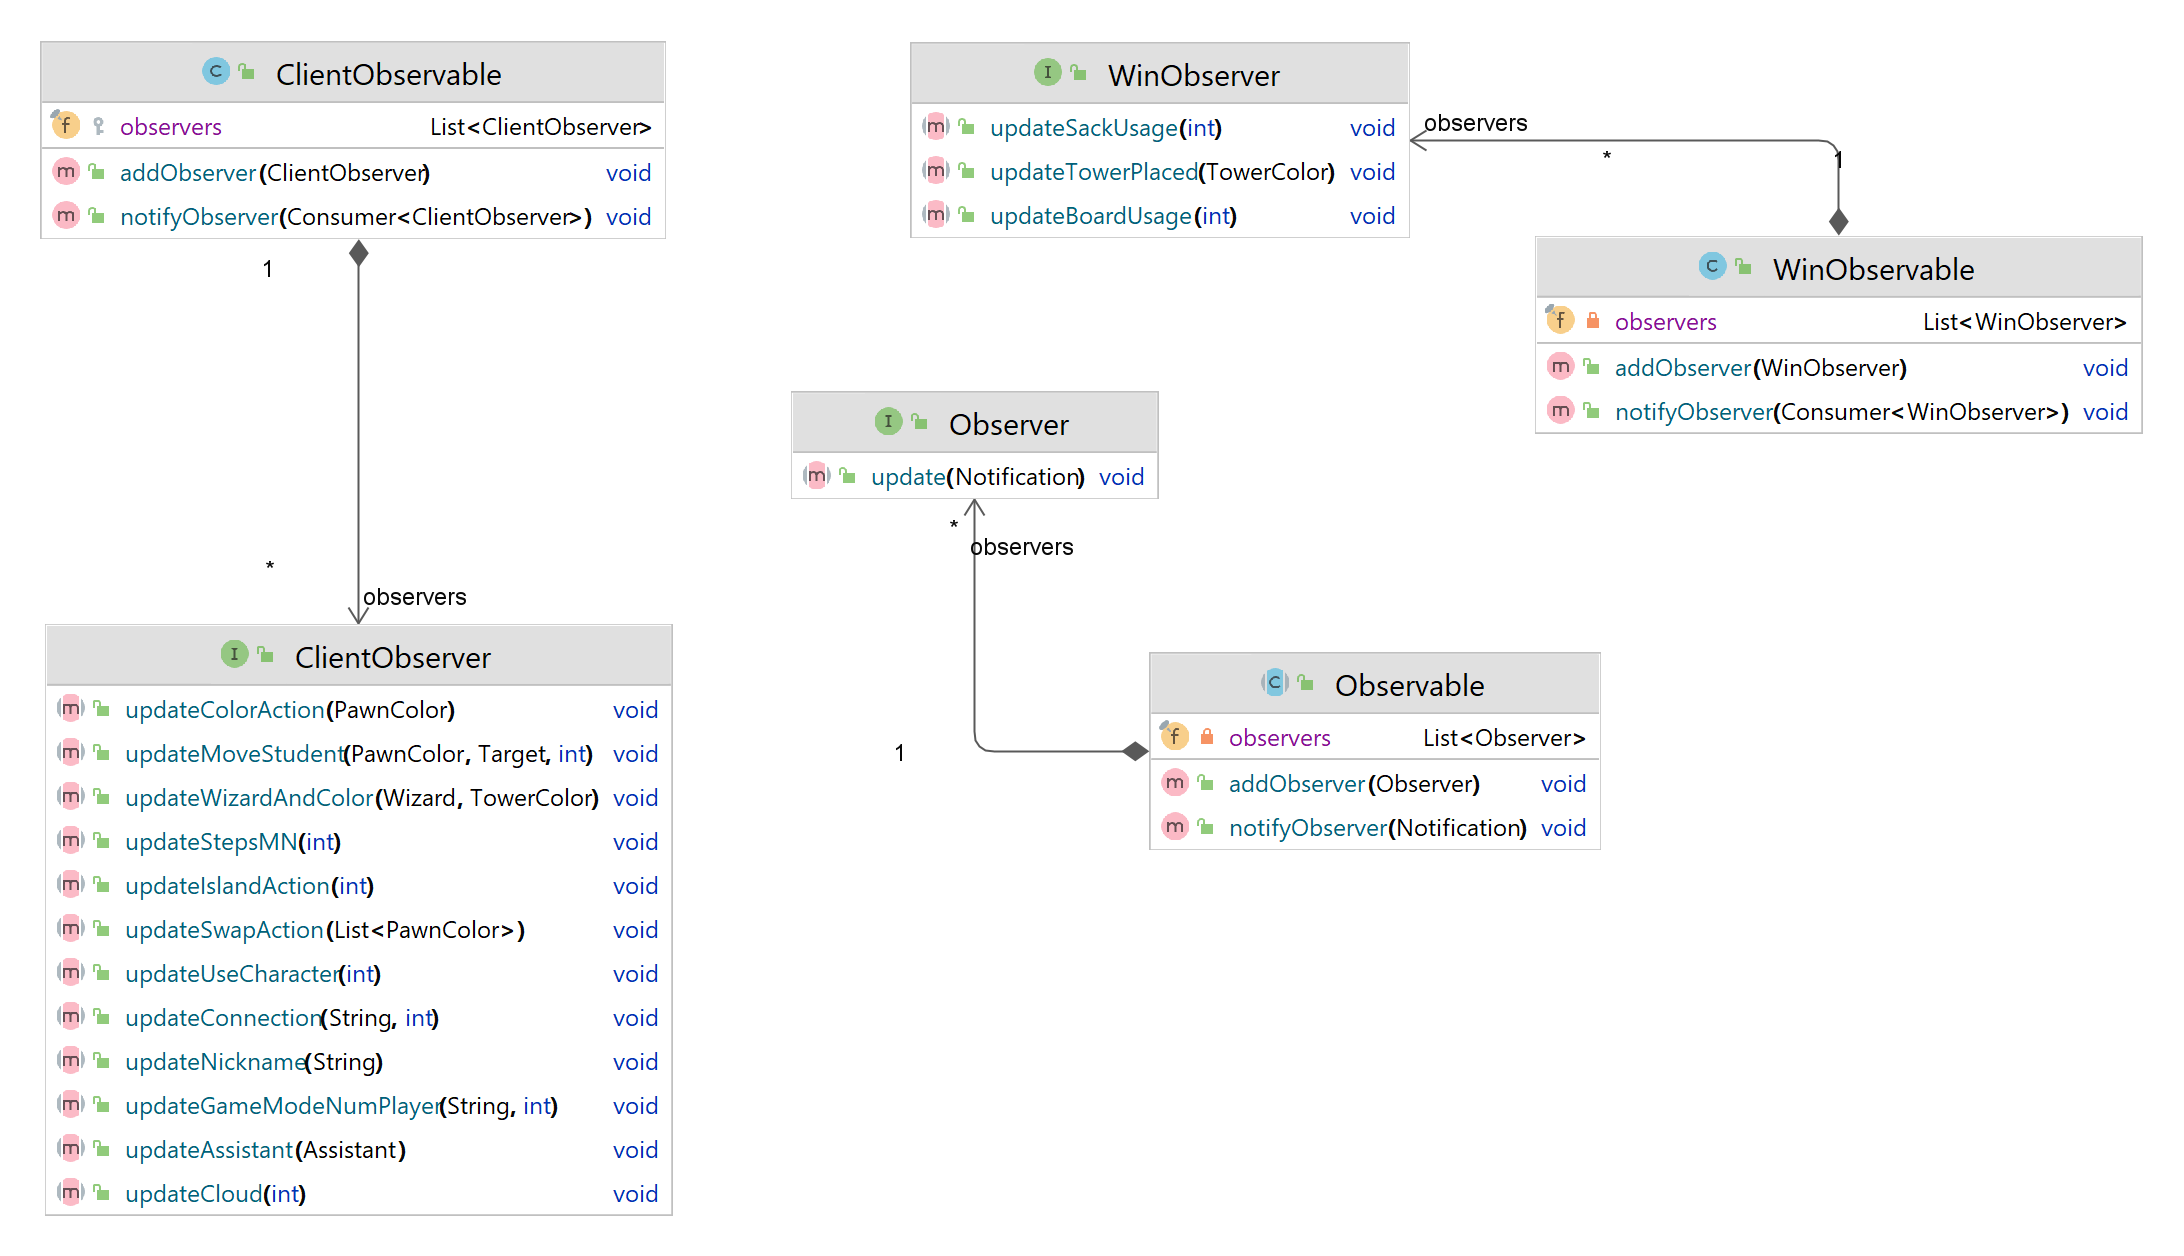 ClientObservable
observers List<ClientObserver>
addObserver(ClientObserver) void
notifyObserver(Consumer<ClientObserver>) void
1
*
observers
ClientObserver
updateColorAction(PawnColor) void
updateMoveStudent(PawnColor, Target, int) void
updateWizardAndColor(Wizard, TowerColor) void
updateStepsMN(int) void
updateIslandAction(int) void
updateSwapAction(List<PawnColor>) void
updateUseCharacter(int) void
updateConnection(String, int) void
updateNickname(String) void
updateGameModeNumPlayer(String, int) void
updateAssistant(Assistant) void
updateCloud(int) void
WinObserver
updateSackUsage(int) void
updateTowerPlaced(TowerColor) void
updateBoardUsage(int) void
observers
*
1
WinObservable
observers List<WinObserver>
addObserver(WinObserver) void
notifyObserver(Consumer<WinObserver>) void
Observer
update(Notification) void
*
observers
1
Observable
observers List<Observer>
addObserver(Observer) void
notifyObserver(Notification) void